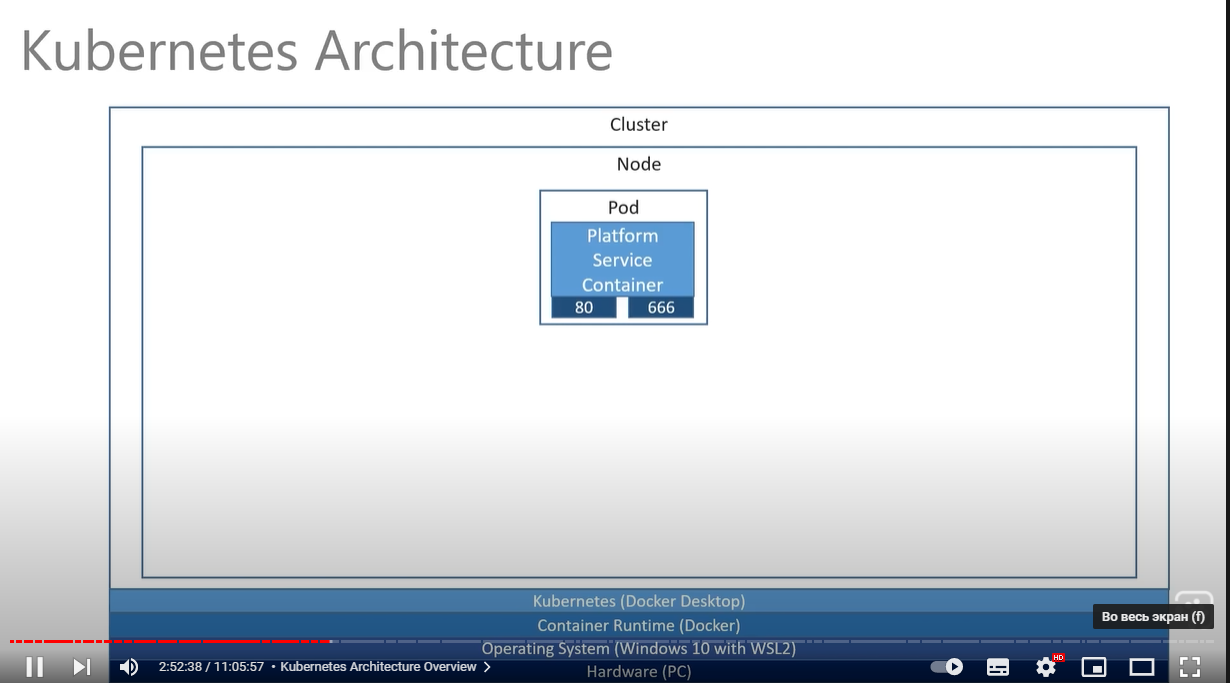 Kubernetes Architecture
Cluster
Node
Pod
Platform
Service
Container
80 666
Kubernetes (Docker Desktop)
Container Runtime (Docker)
Operating System (Windows 10 with WSL2)
Hardware (PC)
Во весь экран (f)
2:52:38 / 11:05:57 • Kubernetes Architecture Overview
HD